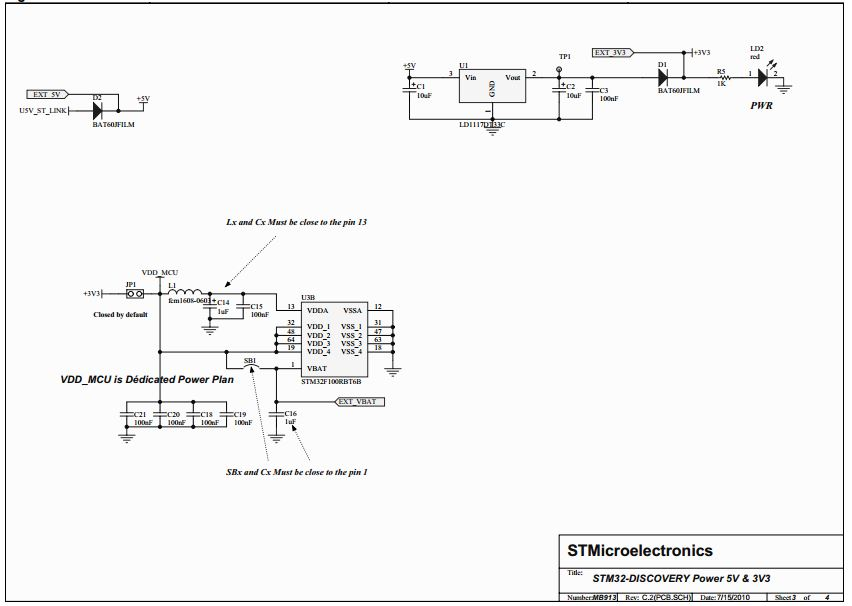 EXT_5V
U5V_ST_LINK
D2
BAT60JFILM
+5V
+5V
C1
10uF
U1
3
Vin
Vout
2
GND
1
LD1117DT33C
TP1
C2
10uF
C3
100nF
EXT_3V3
D1
BAT60JFILM
+3V3
R5
1K
LD2
red
1
2
PWR
Lx and Cx Must be close to the pin 13
VDD_MCU
+3V3
JP1
Closed by default
L1
fcm1608-0603
C14
1uF
C15
100nF
U3B
13 VDDA VSSA 12
32 VDD_1 VSS_1 31
48 VDD_2 VSS_2 47
64 VDD_3 VSS_3 63
19 VDD_4 VSS_4 18
1 VBAT
STM32F100RBT6B
SB1
VDD_MCU is Dédicated Power Plan
EXT_VBAT
C21
100nF
C20
100nF
C18
100nF
C19
100nF
C16
1uF
SBx and Cx Must be close to the pin 1
STMicroelectronics
Title:
STM32-DISCOVERY Power 5V & 3V3
Number:MB913 Rev: C.2(PCB.SCH) Date:7/15/2010 Sheet 3 of 4